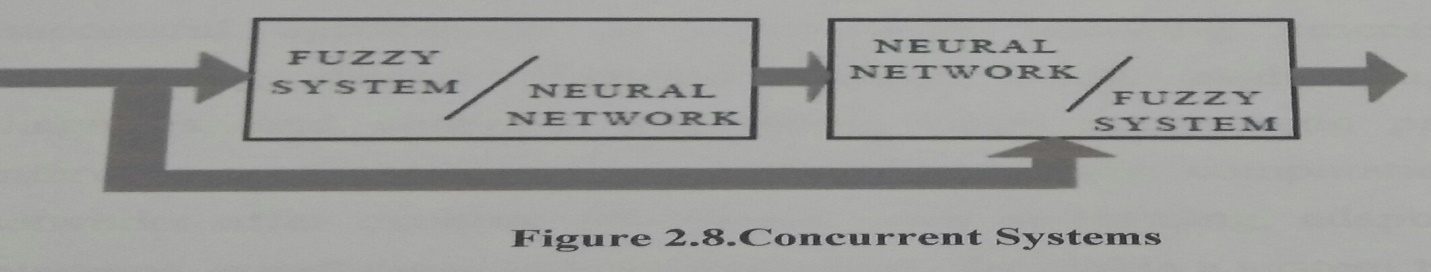 FUZZY
SYSTEM
/
NEURAL
NETWORK
NEURAL
NETWORK
/
FUZZY
SYSTEM
Figure 2.8.Concurrent Systems